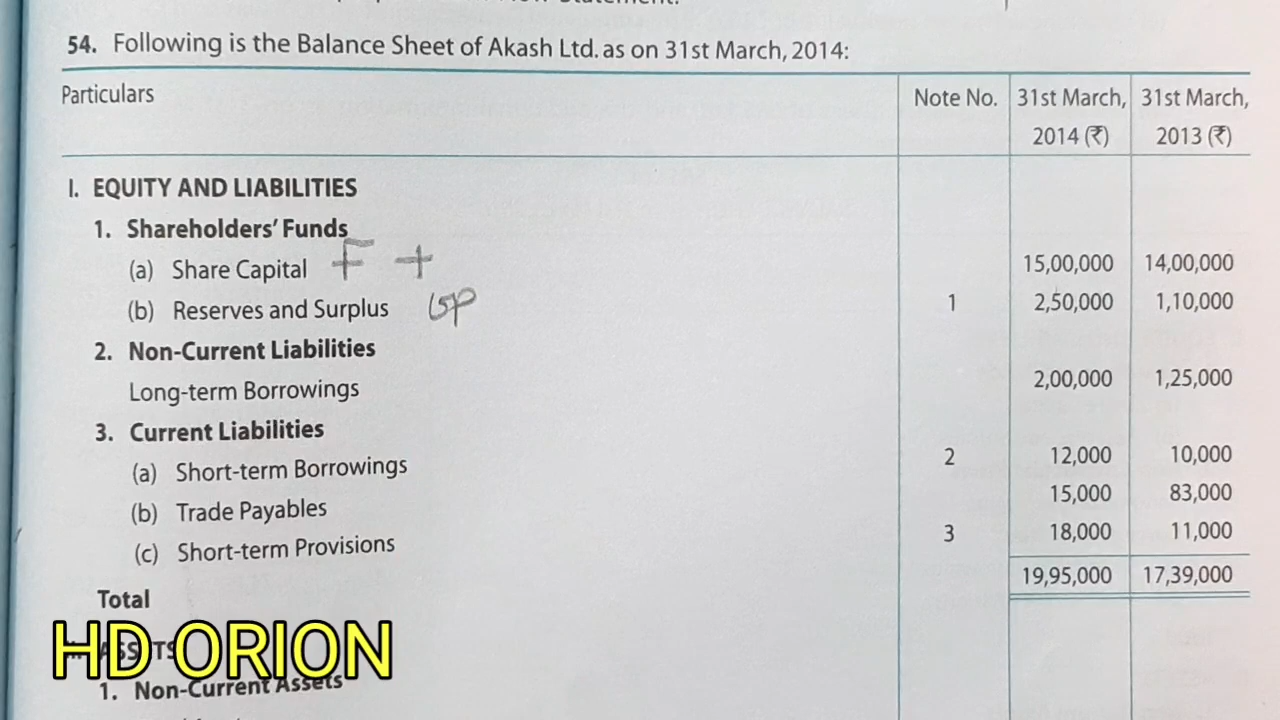 54. Following is the Balance Sheet of Akash Ltd. as on 31st March, 2014:
Particulars Note No. 31st March, 2014 (₹) 31st March, 2013 (₹)
I. EQUITY AND LIABILITIES
1. Shareholders' Funds
(a) Share Capital F + 15,00,000 14,00,000
(b) Reserves and Surplus 1 2,50,000 1,10,000
2. Non-Current Liabilities
Long-term Borrowings 2,00,000 1,25,000
3. Current Liabilities
(a) Short-term Borrowings 2 12,000 10,000
(b) Trade Payables 15,000 83,000
(c) Short-term Provisions 3 18,000 11,000
Total 19,95,000 17,39,000
HD ORION
1. Non-Current Assets